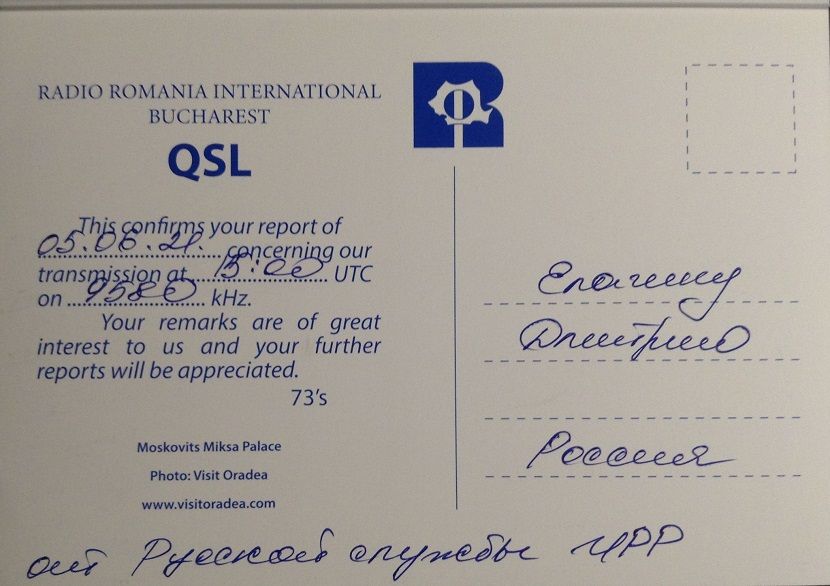 RADIO ROMANIA INTERNATIONAL
BUCHAREST
QSL
This confirms your report of
05.06.21. concerning our
transmission at 15:00 UTC
on 9580 kHz.
Your remarks are of great
interest to us and your further
reports will be appreciated.
73's
Moskovits Miksa Palace
Photo: Visit Oradea
www.visitoradea.com
R
Елагину
Дмитрию
Россия
от Русской службы МРР